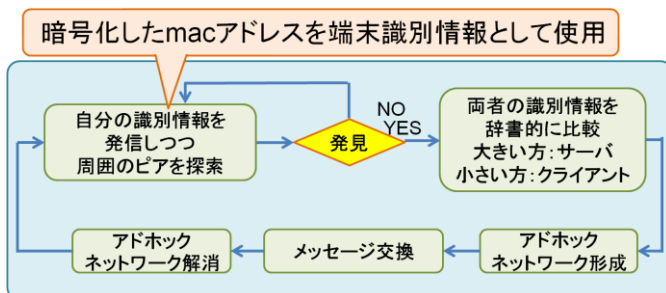 暗号化したmacアドレスを端末識別情報として使用
自分の識別情報を
発信しつつ
周囲のピアを探索
NO
YES
発見
両者の識別情報を
辞書的に比較
大きい方:サーバ
小さい方:クライアント
アドホック
ネットワーク形成
メッセージ交換
アドホック
ネットワーク解消